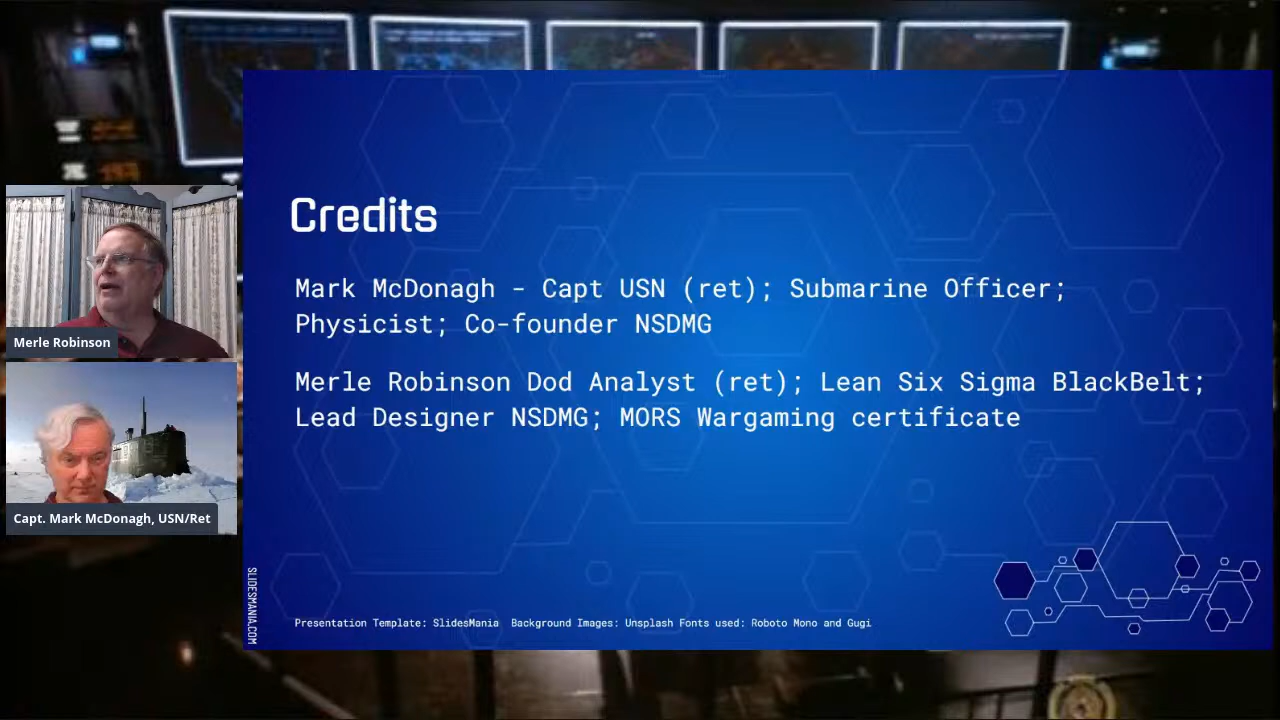 Credits
Mark McDonagh - Capt USN (ret); Submarine Officer;
Physicist; Co-founder NSDMG
Merle Robinson Dod Analyst (ret); Lean Six Sigma BlackBelt;
Lead Designer NSDMG; MORS Wargaming certificate
Merle Robinson
Capt. Mark McDonagh, USN/Ret
SLIDESMANIA.COM
Presentation Template: SlidesMania Background Images: Unsplash Fonts used: Roboto Mono and Gugi